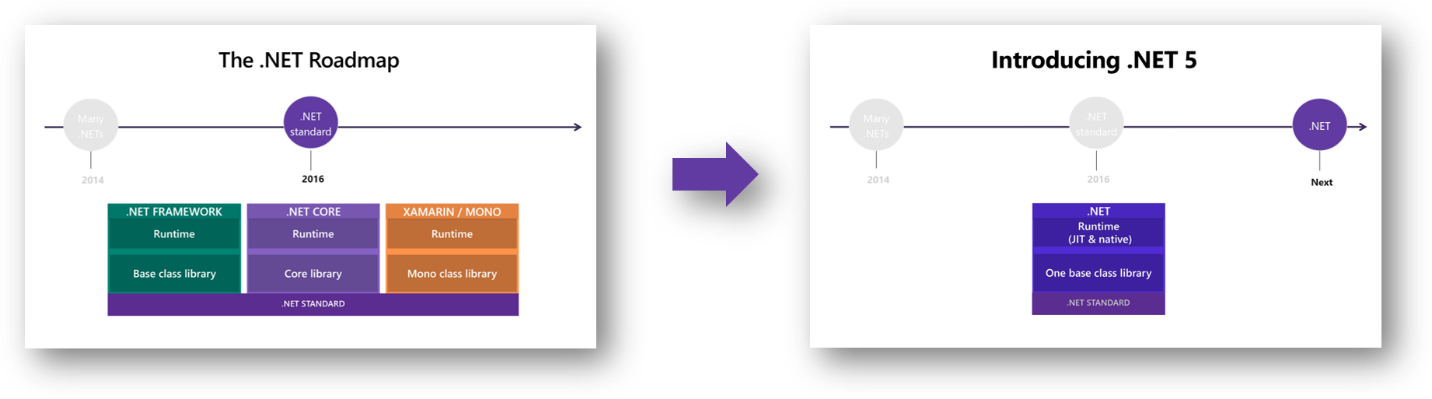 The .NET Roadmap
Many
.NETs
.NET
standard
2014
2016
.NET FRAMEWORK
.NET CORE
XAMARIN / MONO
Runtime
Runtime
Runtime
Base class library
Core library
Mono class library
.NET STANDARD
Introducing .NET 5
Many
.NETs
.NET
standard
.NET
2014
2016
Next
.NET
Runtime
(JIT & native)
One base class library
.NET STANDARD